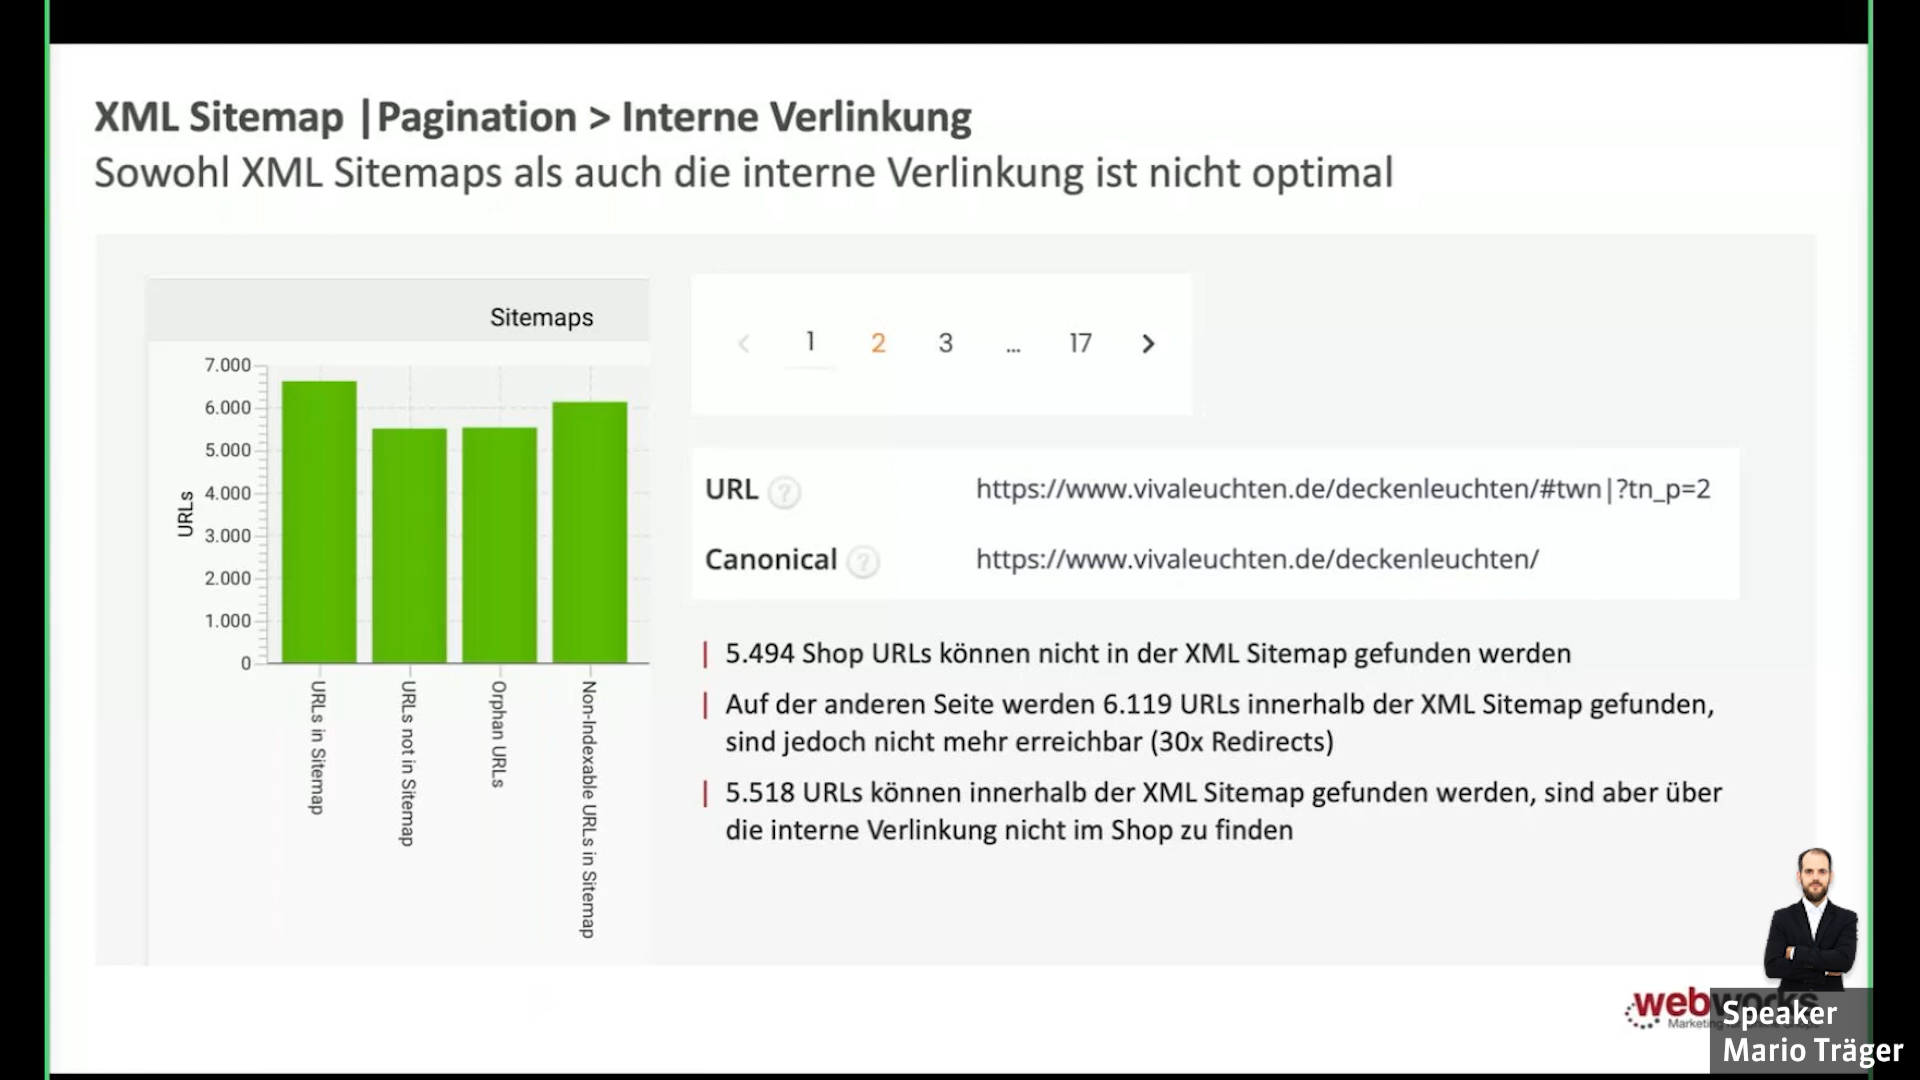 XML Sitemap | Pagination > Interne Verlinkung
Sowohl XML Sitemaps als auch die interne Verlinkung ist nicht optimal
Sitemaps
7.000
6.000
5.000
4.000
3.000
2.000
1.000
0
URLs
URLs in Sitemap
URLs not in Sitemap
Orphan URLs
Non-Indexable URLs in Sitemap
< 1 2 3 ... 17 >
URL ? https://www.vivaleuchten.de/deckenleuchten/#twn|?tn_p=2
Canonical ? https://www.vivaleuchten.de/deckenleuchten/
| 5.494 Shop URLs können nicht in der XML Sitemap gefunden werden
| Auf der anderen Seite werden 6.119 URLs innerhalb der XML Sitemap gefunden,
sind jedoch nicht mehr erreichbar (30x Redirects)
| 5.518 URLs können innerhalb der XML Sitemap gefunden werden, sind aber über
die interne Verlinkung nicht im Shop zu finden
webworks
Speaker
Mario Träger